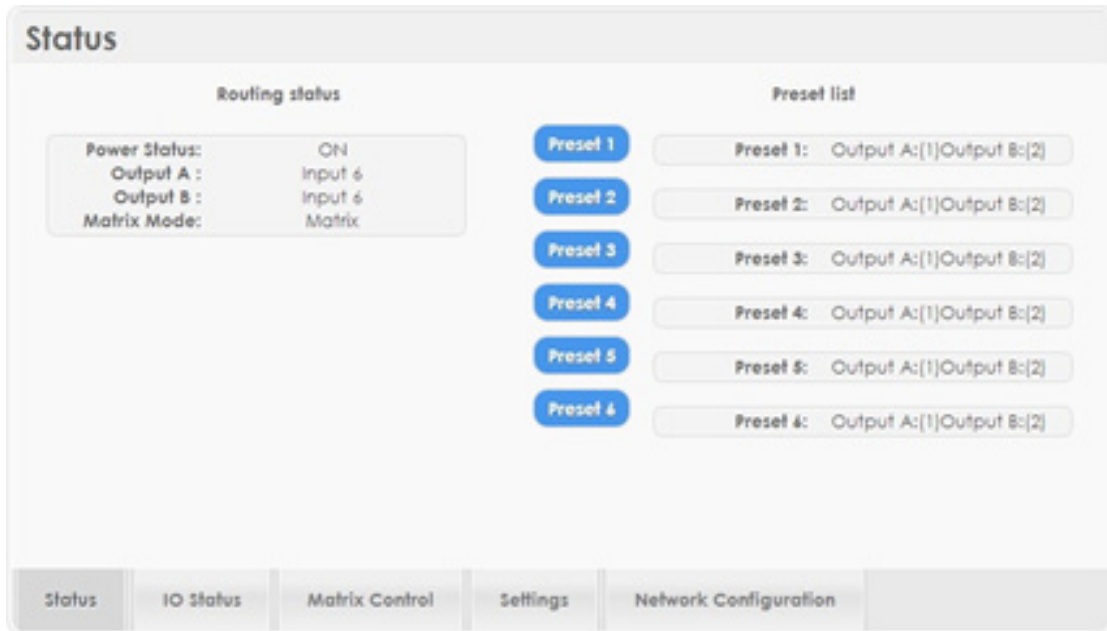 Status
Routing status
Power Status: ON
Output A : Input 6
Output B : Input 6
Matrix Mode: Matrix
Preset list
Preset 1 Preset 1: Output A:(1)Output B:(2)
Preset 2 Preset 2: Output A:(1)Output B:(2)
Preset 3 Preset 3: Output A:(1)Output B:(2)
Preset 4 Preset 4: Output A:(1)Output B:(2)
Preset 5 Preset 5: Output A:(1)Output B:(2)
Preset 6 Preset 6: Output A:(1)Output B:(2)
Status IO Status Matrix Control Settings Network Configuration